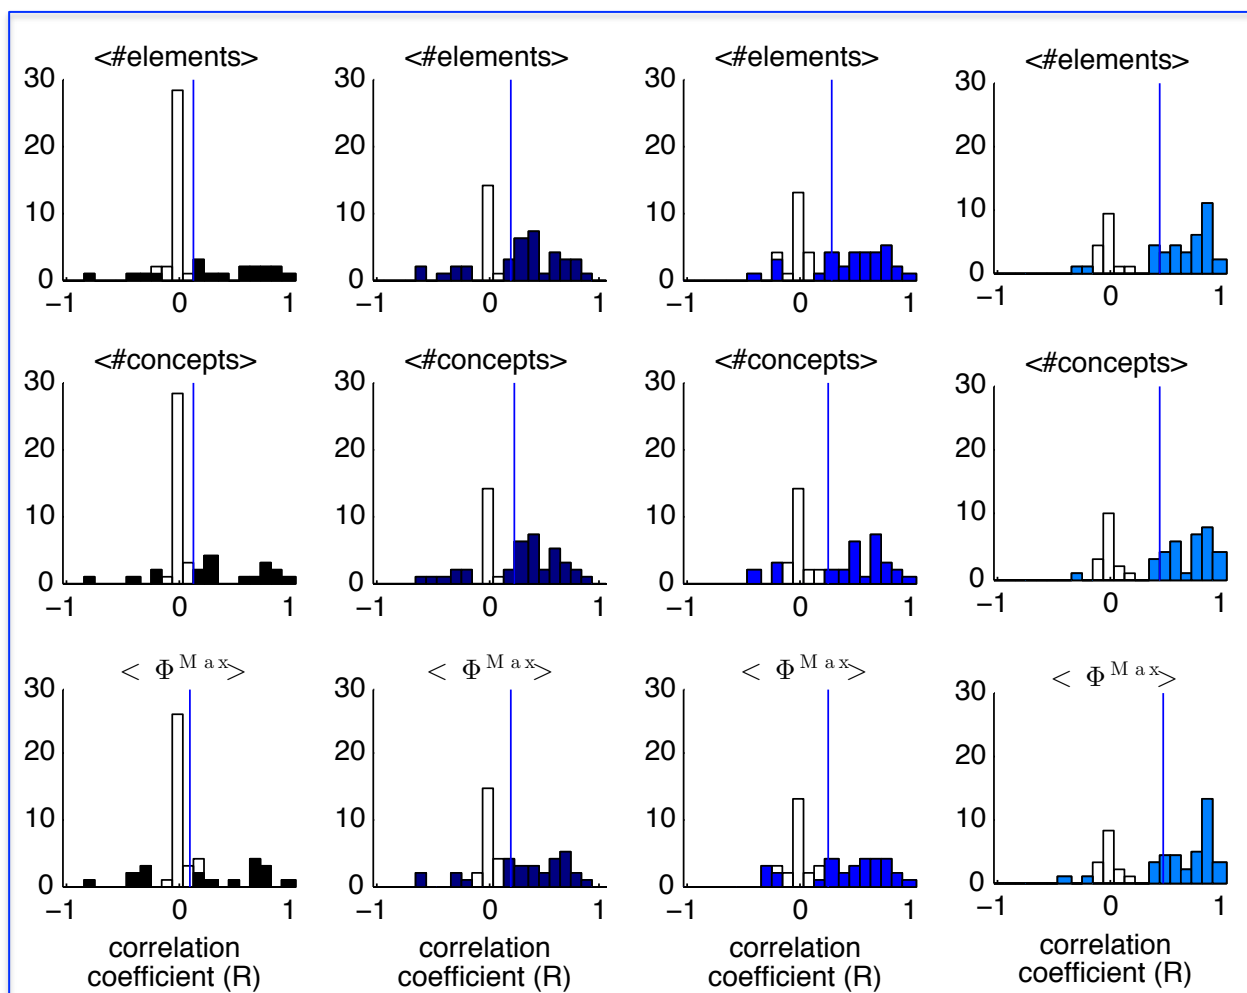 <#elements> <#elements> <#elements> <#elements>
30 30 30 30
20 20 20 20
10 10 10 10
0 0 0 0
−1 0 1 −1 0 1 −1 0 1 −1 0 1
<#concepts> <#concepts> <#concepts> <#concepts>
30 30 30 30
20 20 20 20
10 10 10 10
0 0 0 0
−1 0 1 −1 0 1 −1 0 1 −1 0 1
< Φ^Max> < Φ^Max> < Φ^Max> < Φ^Max>
30 30 30 30
20 20 20 20
10 10 10 10
0 0 0 0
−1 0 1 −1 0 1 −1 0 1 −1 0 1
correlation correlation correlation correlation
coefficient (R) coefficient (R) coefficient (R) coefficient (R)